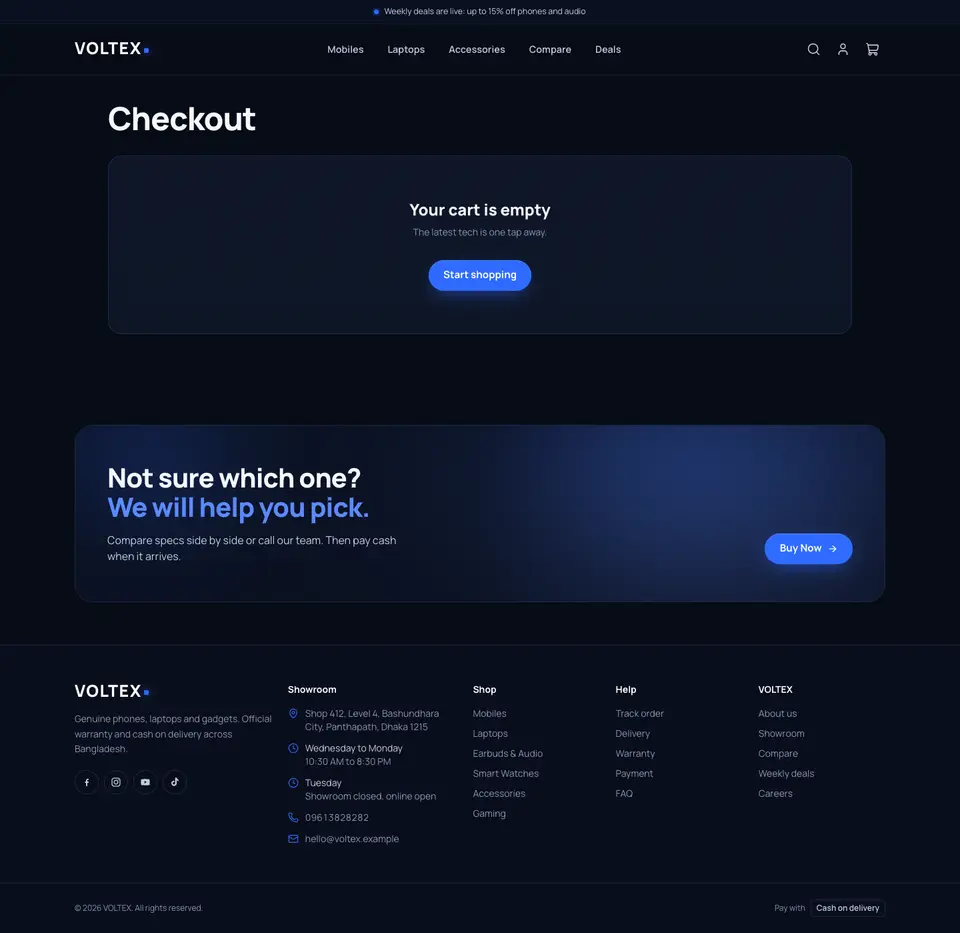 Weekly deals are live: up to 15% off phones and audio
VOLTEX
Mobiles
Laptops
Accessories
Compare
Deals
Checkout
Your cart is empty
The latest tech is one tap away.
Start shopping
Not sure which one?
We will help you pick.
Compare specs side by side or call our team. Then pay cash
when it arrives.
Buy Now →
VOLTEX
Genuine phones, laptops and gadgets. Official
warranty and cash on delivery across
Bangladesh.
Showroom
Shop 412, Level 4, Bashundhara
City, Panthapath, Dhaka 1215
Wednesday to Monday
10:30 AM to 8:30 PM
Tuesday
Showroom closed, online open
09613828282
hello@voltex.example
Shop
Mobiles
Laptops
Earbuds & Audio
Smart Watches
Accessories
Gaming
Help
Track order
Delivery
Warranty
Payment
FAQ
VOLTEX
About us
Showroom
Compare
Weekly deals
Careers
© 2026 VOLTEX. All rights reserved.
Pay with
Cash on delivery